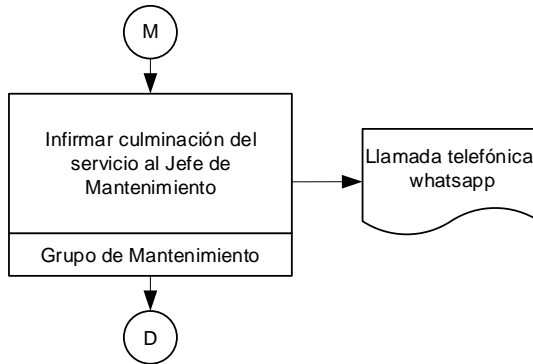 M
Infirmar culminación del
servicio al Jefe de
Mantenimiento
Llamada telefónica
whatsapp
Grupo de Mantenimiento
D